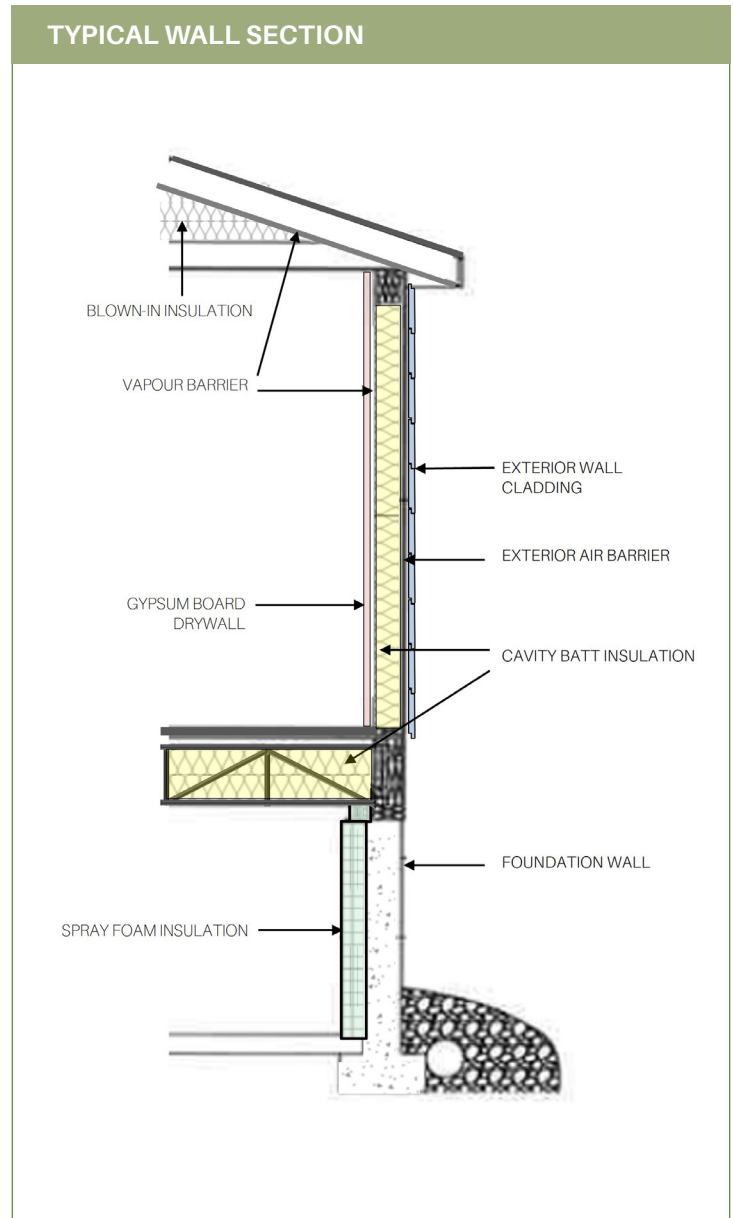 TYPICAL WALL SECTION
BLOWN-IN INSULATION
VAPOUR BARRIER
EXTERIOR WALL
CLADDING
EXTERIOR AIR BARRIER
GYPSUM BOARD
DRYWALL
CAVITY BATT INSULATION
FOUNDATION WALL
SPRAY FOAM INSULATION